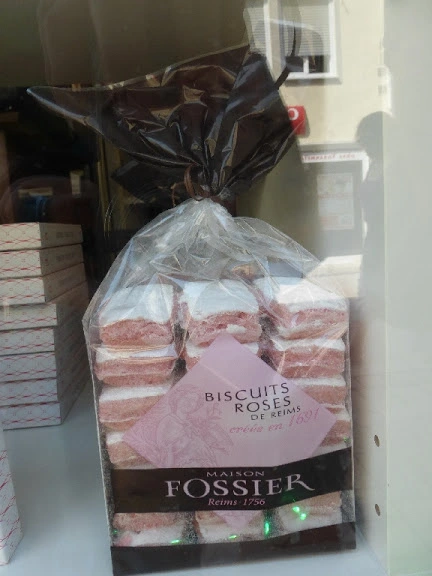 BISCUITS
ROSES
DE REIMS
créés en 1691
MAISON
FOSSIER
Reims·1756